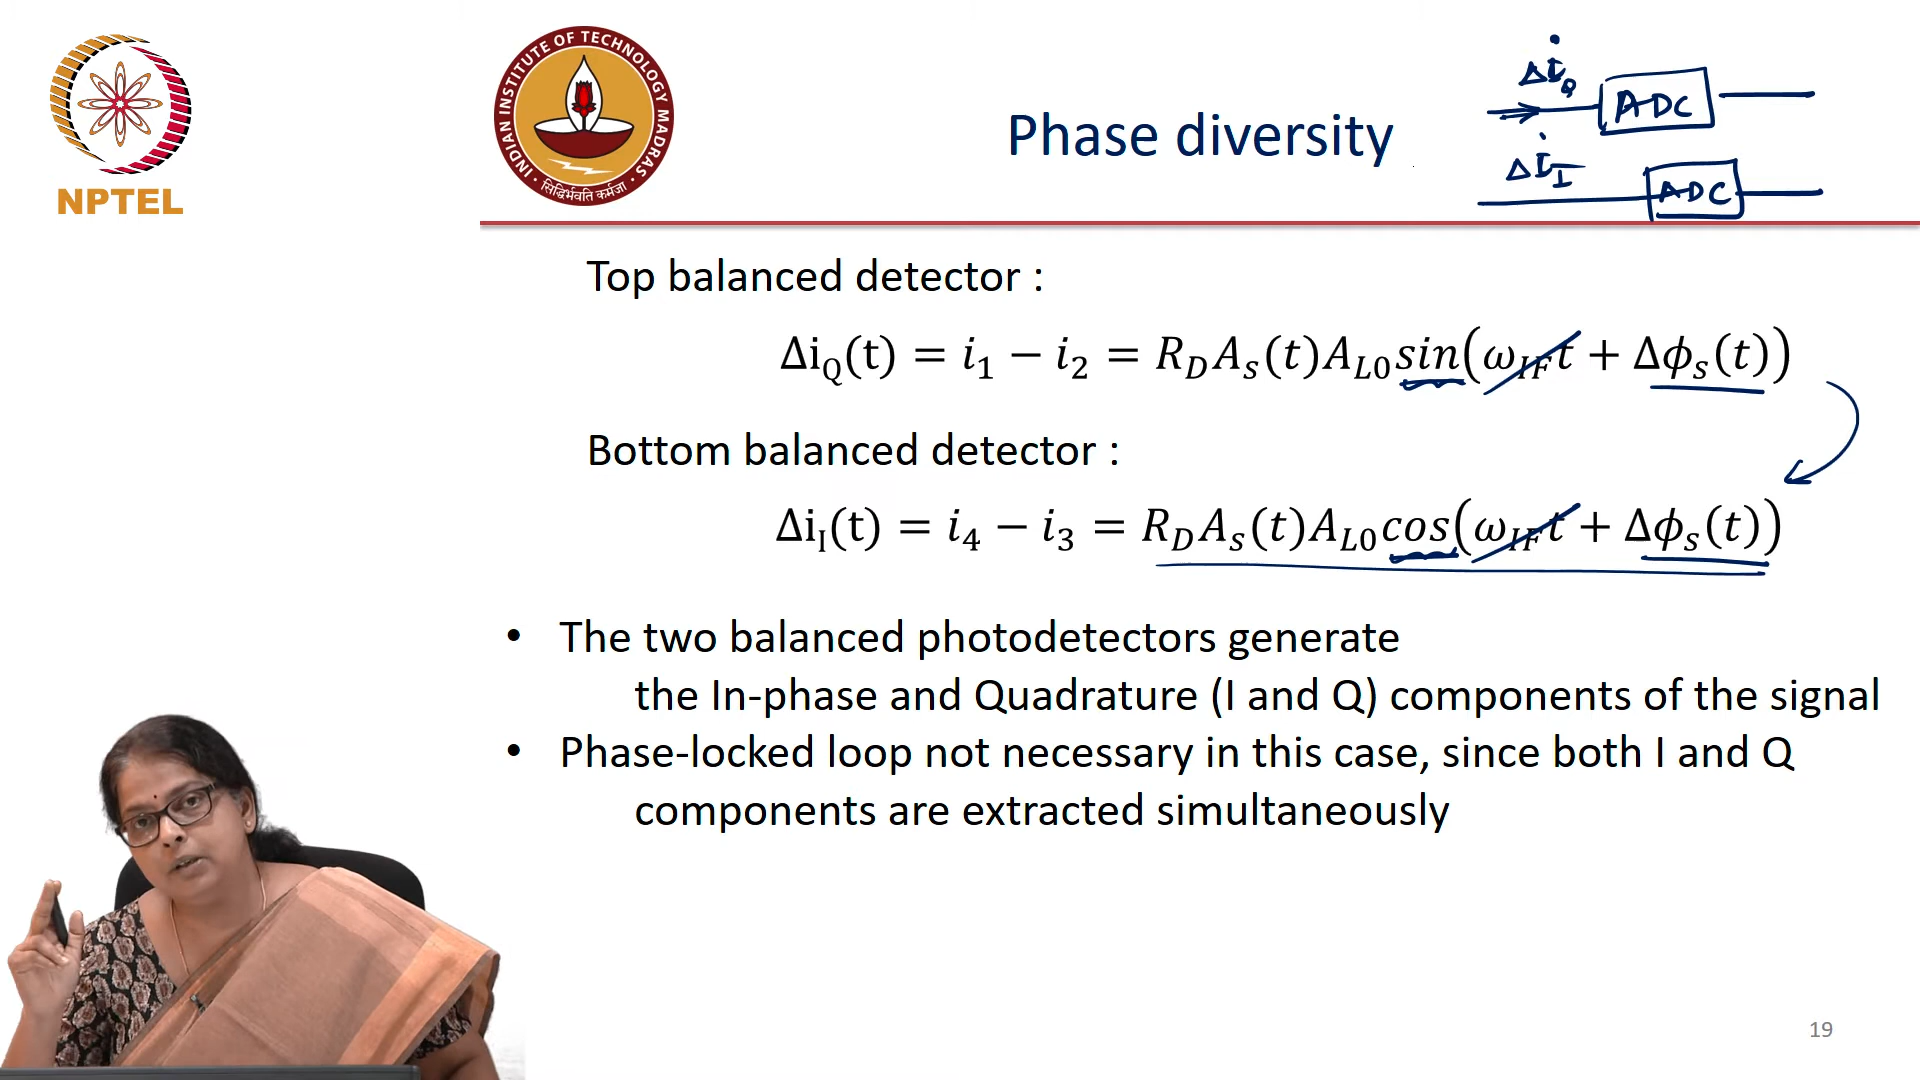 NPTEL
INDIAN INSTITUTE OF TECHNOLOGY MADRAS
सिद्धिर्भवति कर्मजा
Phase diversity
Δi_Q
ADC
Δi_I
ADC
Top balanced detector :
Δi_Q(t) = i_1 − i_2 = R_D A_s(t) A_L0 sin(ω_IF t + Δϕ_s(t))
Bottom balanced detector :
Δi_I(t) = i_4 − i_3 = R_D A_s(t) A_L0 cos(ω_IF t + Δϕ_s(t))
• The two balanced photodetectors generate
the In-phase and Quadrature (I and Q) components of the signal
• Phase-locked loop not necessary in this case, since both I and Q
components are extracted simultaneously
19